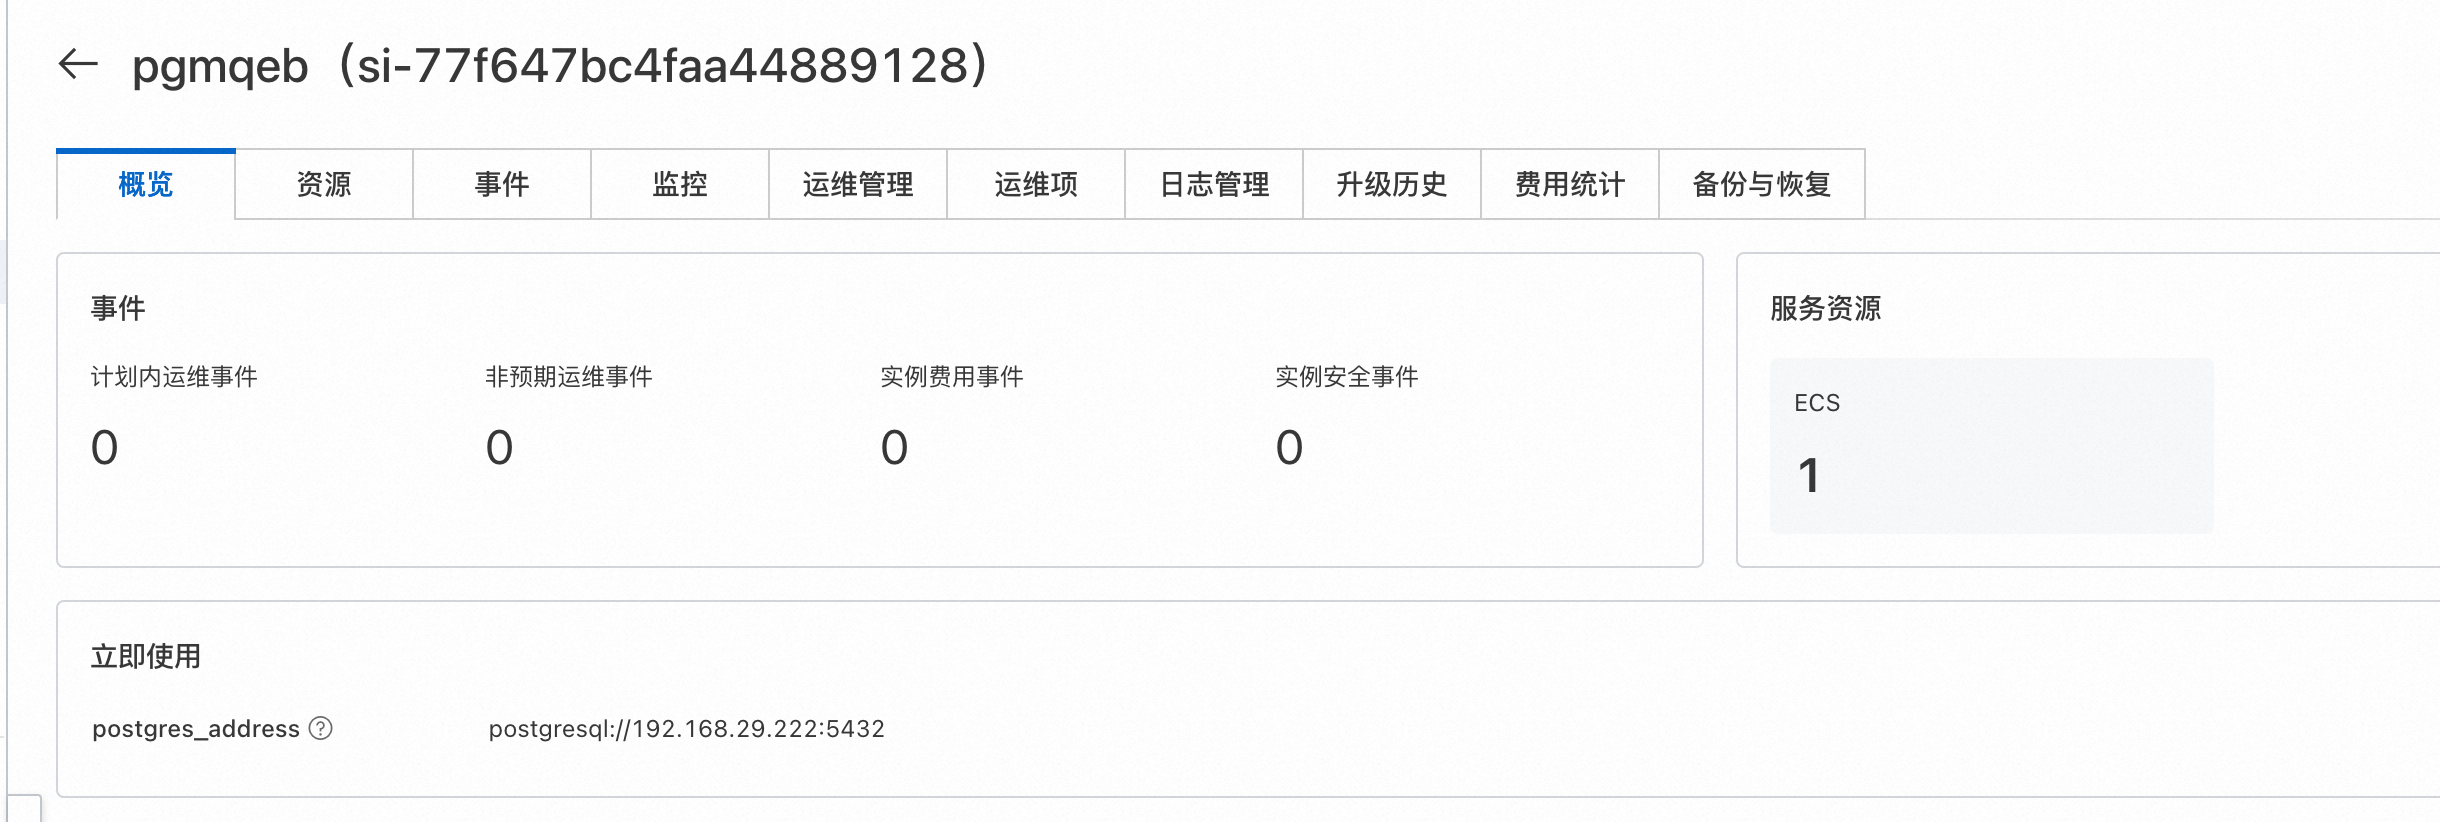 pgmqeb（si-77f647bc4faa44889128）
概览 资源 事件 监控 运维管理 运维项 日志管理 升级历史 费用统计 备份与恢复
事件
计划内运维事件 非预期运维事件 实例费用事件 实例安全事件
0 0 0 0
服务资源
ECS
1
立即使用
postgres_address ? postgresql://192.168.29.222:5432